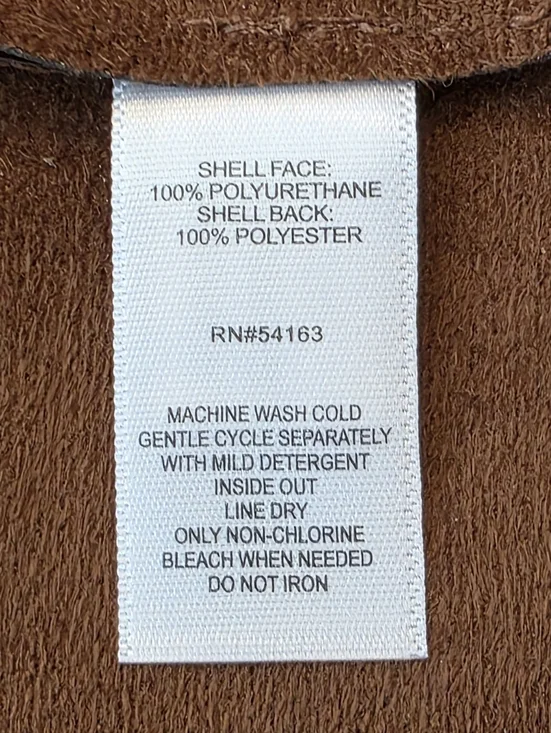 SHELL FACE:
100% POLYURETHANE
SHELL BACK:
100% POLYESTER
RN#54163
MACHINE WASH COLD
GENTLE CYCLE SEPARATELY
WITH MILD DETERGENT
INSIDE OUT
LINE DRY
ONLY NON-CHLORINE
BLEACH WHEN NEEDED
DO NOT IRON